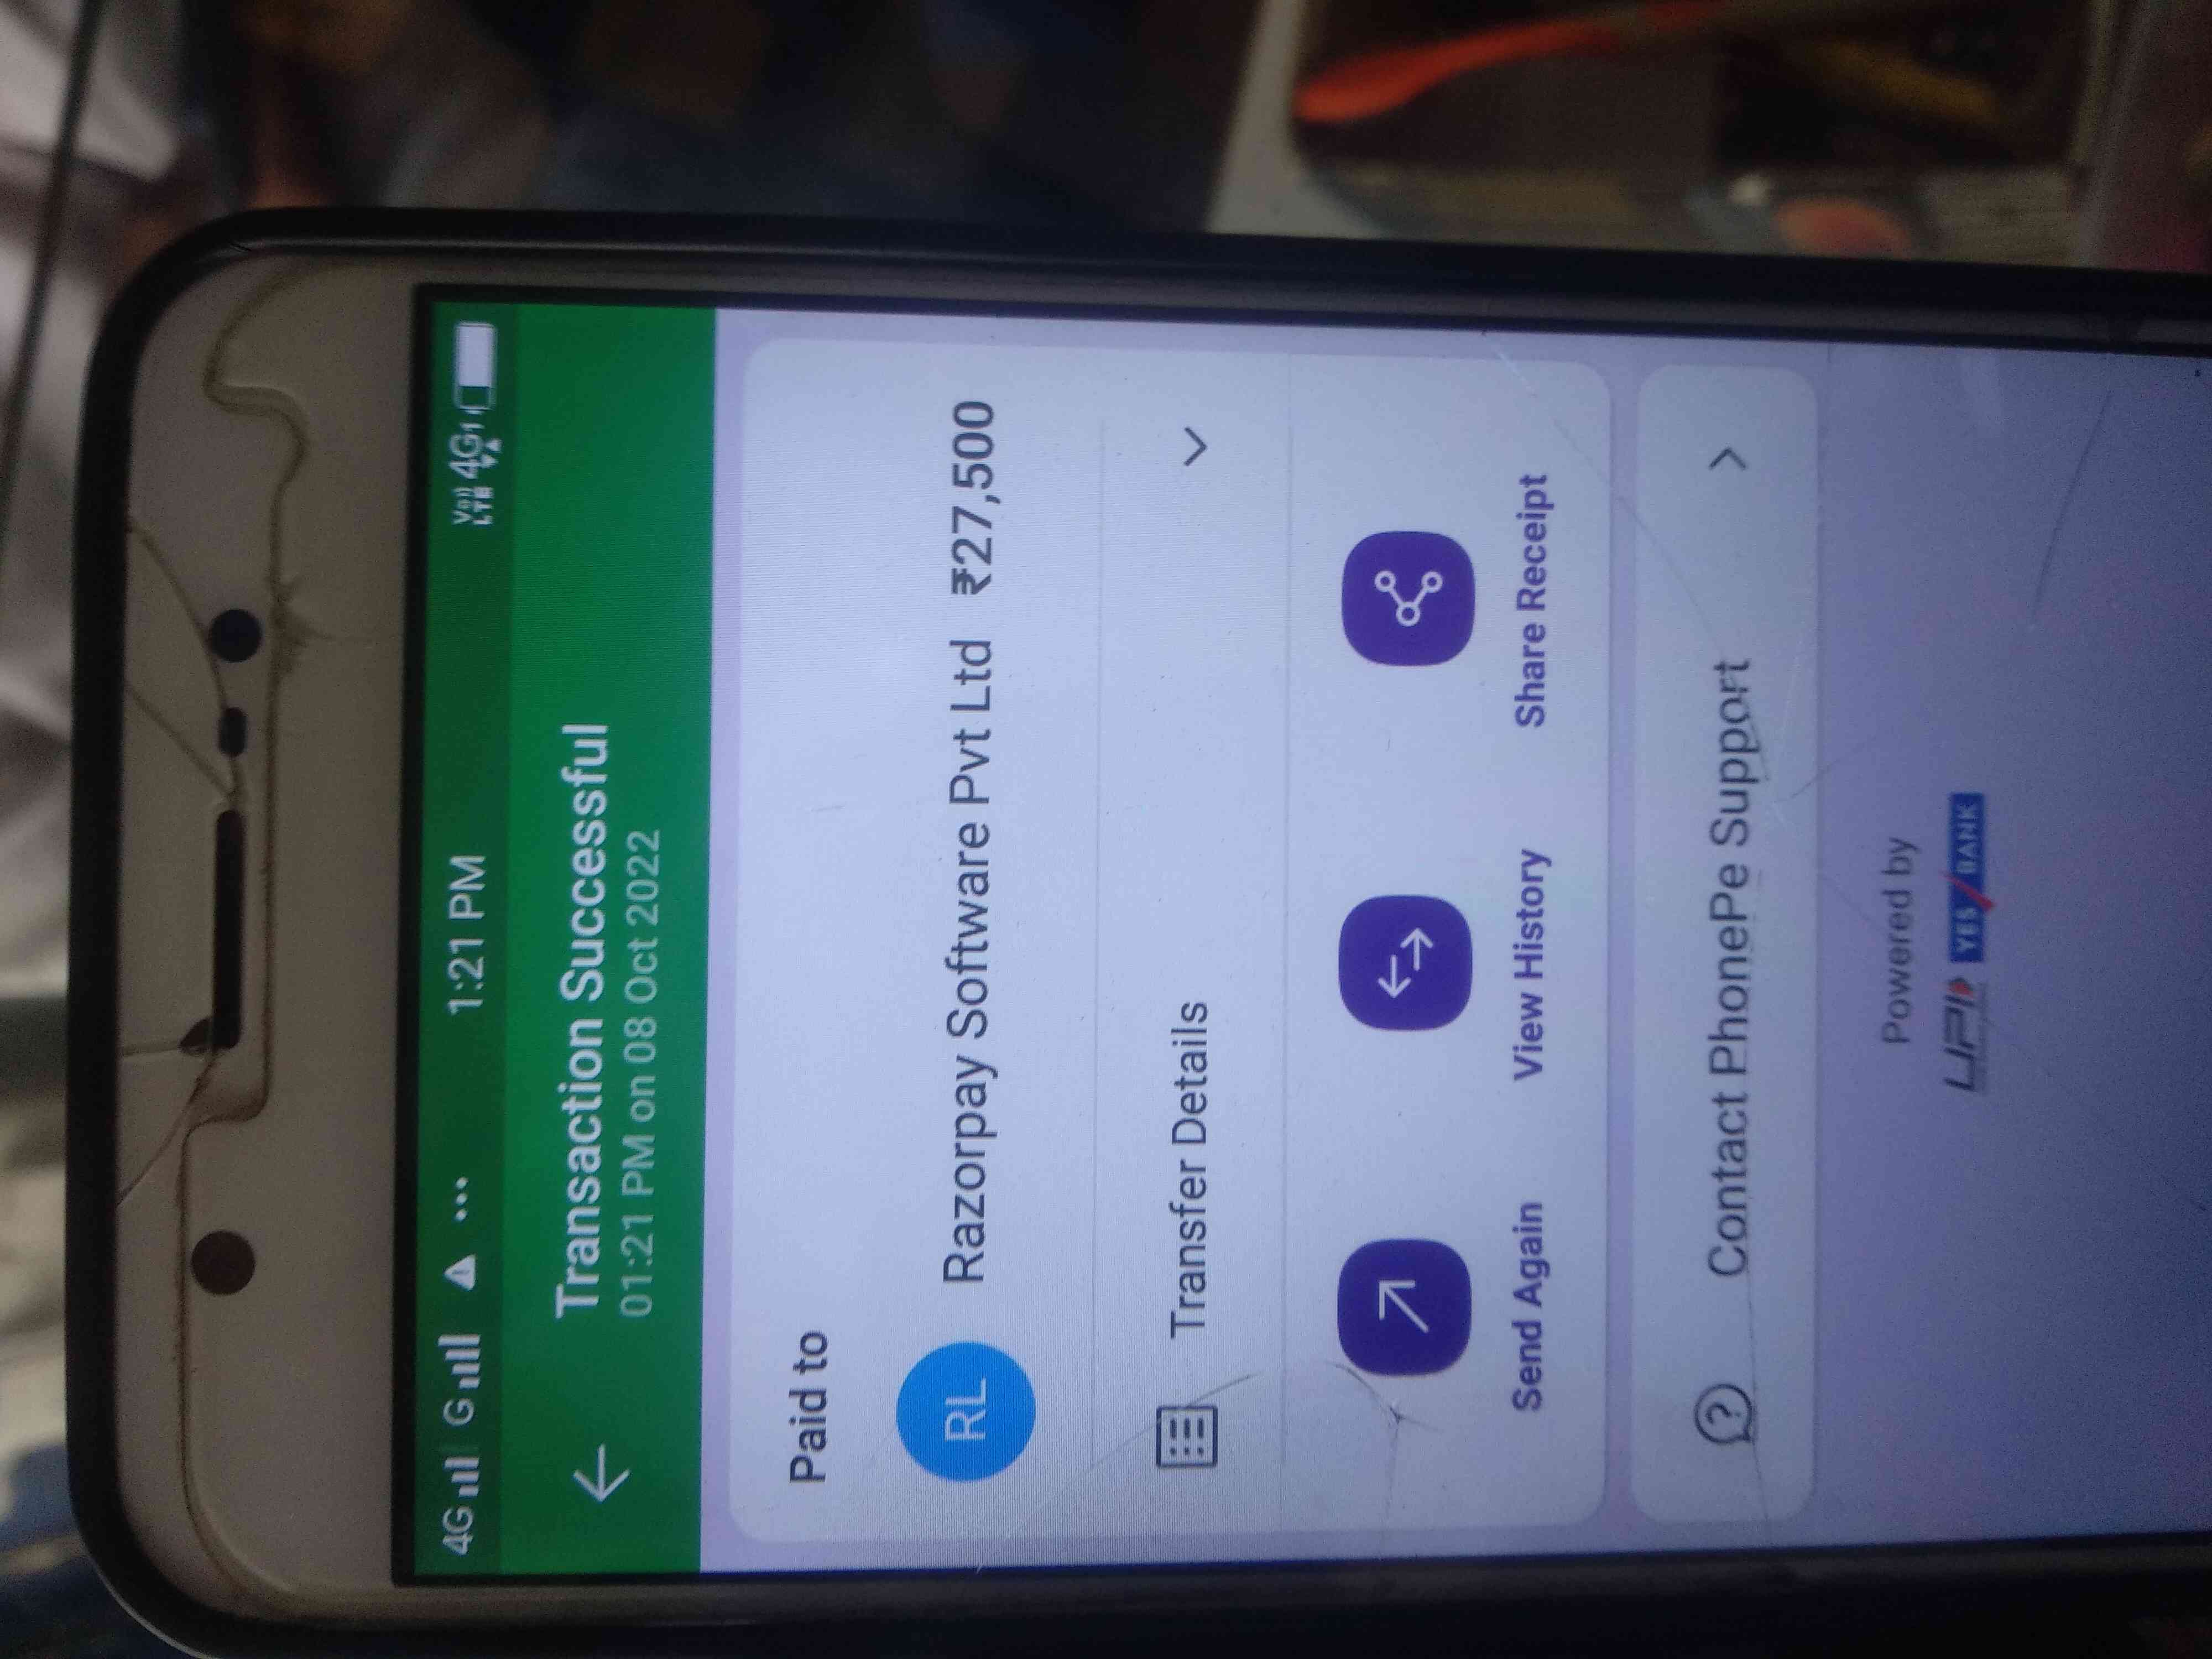 4G G 1:21 PM Vo)) LTE 4G
Transaction Successful
01:21 PM on 08 Oct 2022
Paid to
RL Razorpay Software Pvt Ltd ₹27,500
Transfer Details
Send Again View History Share Receipt
Contact PhonePe Support
Powered by
UPI YES BANK